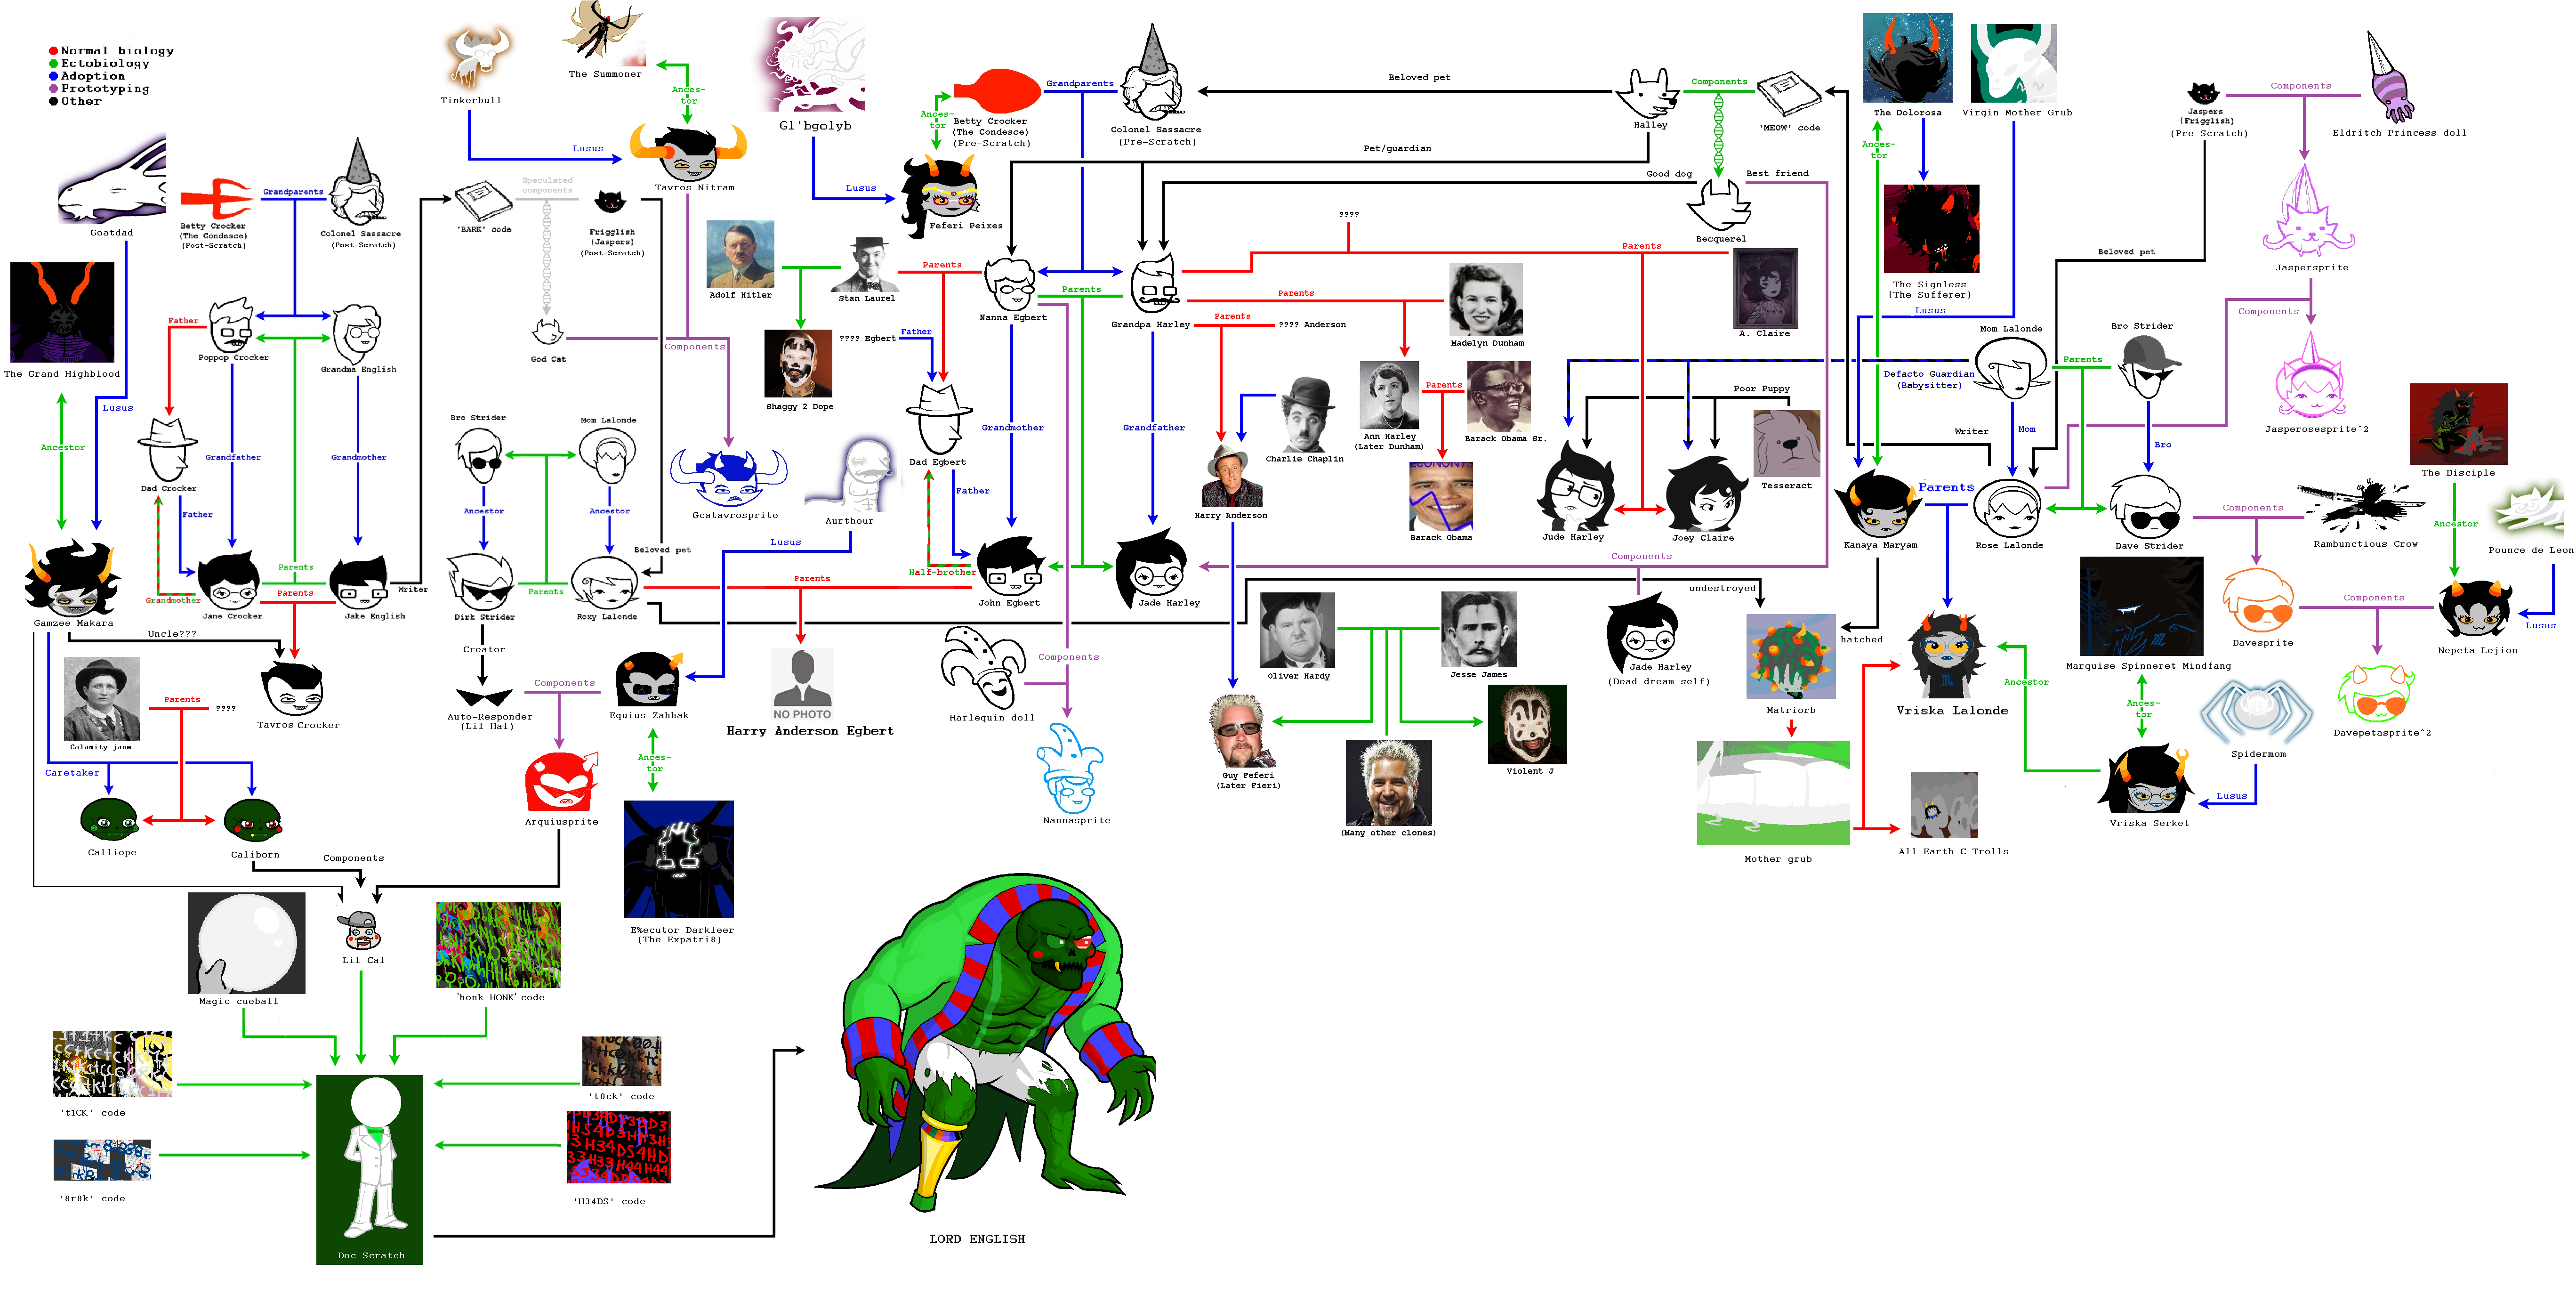 Normal biology
Ectobiology
Adoption
Prototyping
Other
Tinkerbull
The Summoner
Ances-
tor
Lusus
Tavros Nitram
Gl'bgolyb
Lusus
Ances-
tor
Betty Crocker
(The Condesce)
(Pre-Scratch)
Grandparents
Colonel Sassacre
(Pre-Scratch)
Feferi Peixes
Beloved pet
Halley
Components
'MEOW' code
Pet/guardian
Good dog
Best friend
Becquerel
The Dolorosa
Virgin Mother Grub
Ances-
tor
The Signless
(The Sufferer)
Lusus
Jaspers
(Frigglish)
(Pre-Scratch)
Components
Eldritch Princess doll
Beloved pet
Jaspersprite
Components
Jasperosesprite^2
Goatdad
Betty Crocker
(The Condesce)
(Post-Scratch)
Grandparents
Colonel Sassacre
(Post-Scratch)
'BARK' code
Speculated
components
Frigglish
(Jaspers)
(Post-Scratch)
God Cat
Components
The Grand Highblood
Ancestor
Lusus
Father
Poppop Crocker
Grandma English
Dad Crocker
Father
Grandfather
Grandmother
Grandmother
Parents
Parents
Jane Crocker
Jake English
Writer
Gamzee Makara
Uncle???
Tavros Crocker
Adolf Hitler
Stan Laurel
Shaggy 2 Dope
Parents
???? Egbert
Father
Nanna Egbert
Parents
Grandpa Harley
????
Parents
A. Claire
Parents
Madelyn Dunham
Parents
???? Anderson
Charlie Chaplin
Harry Anderson
Ann Harley
(Later Dunham)
Parents
Barack Obama Sr.
ECONOMY
Barack Obama
Dad Egbert
Father
Half-brother
Grandmother
Grandfather
John Egbert
Jade Harley
Poor Puppy
Tesseract
Jude Harley
Joey Claire
Components
Defacto Guardian
(Babysitter)
Mom Lalonde
Parents
Bro Strider
Writer
Mom
Bro
Kanaya Maryam
Parents
Rose Lalonde
Dave Strider
Components
Rambunctious Crow
The Disciple
Ancestor
Pounce de Leon
Lusus
Nepeta Lejion
Components
Davesprite
Davepetasprite^2
Bro Strider
Mom Lalonde
Ancestor
Ancestor
Parents
Beloved pet
Dirk Strider
Roxy Lalonde
Creator
Auto-Responder
(Lil Hal)
Components
Equius Zahhak
Gcatavrosprite
Aurthour
Lusus
Parents
NO PHOTO
Harry Anderson Egbert
Arquiusprite
Ances-
tor
E%ecutor Darkleer
(The Expatri8)
Harlequin doll
Components
Nannasprite
Guy Feferi
(Later Fieri)
Oliver Hardy
Jesse James
(Many other clones)
Violent J
Jade Harley
(Dead dream self)
undestroyed
hatched
Matriorb
Mother grub
All Earth C Trolls
Vriska Lalonde
Ancestor
Marquise Spinneret Mindfang
Ances-
tor
Vriska Serket
Spidermom
Lusus
Calamity jane
Parents
????
Caretaker
Calliope
Caliborn
Components
Lil Cal
Magic cueball
'honk HONK' code
't1CK' code
't0ck' code
'8r8k' code
'H34DS' code
Doc Scratch
LORD ENGLISH